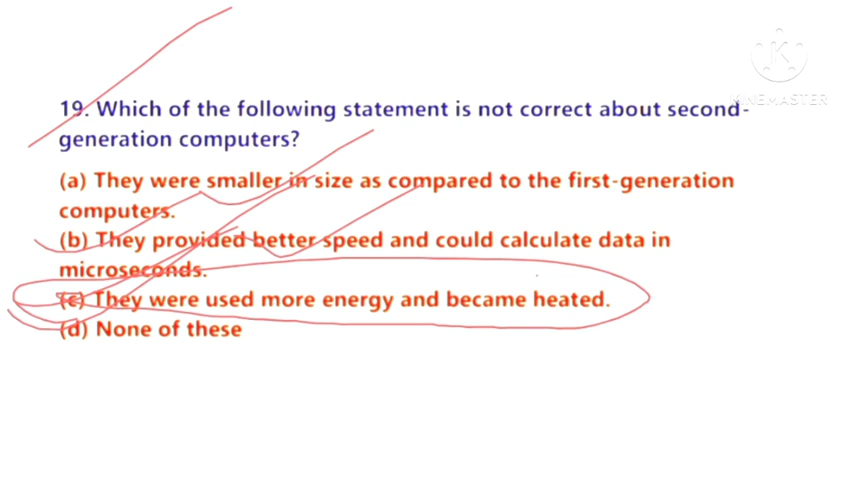 KINEMASTER
19. Which of the following statement is not correct about second-
generation computers?
(a) They were smaller in size as compared to the first-generation
computers.
(b) They provided better speed and could calculate data in
microseconds.
(c) They were used more energy and became heated.
(d) None of these